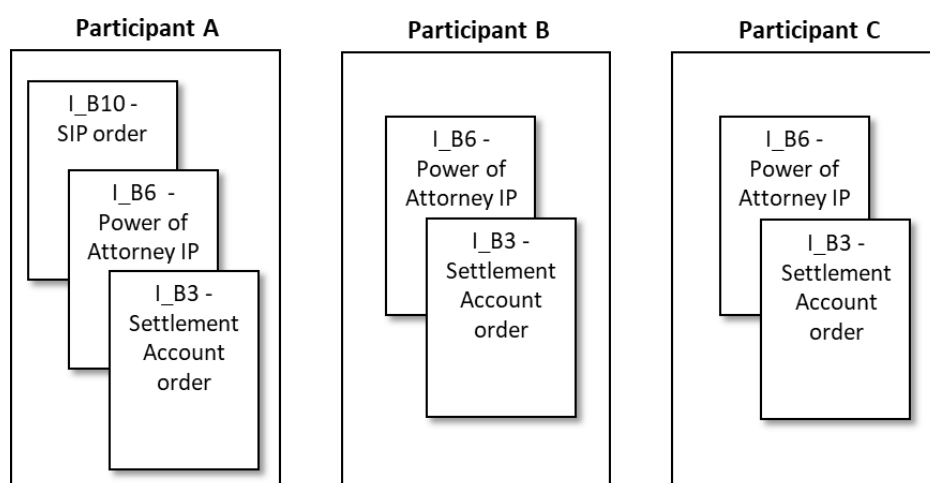 Participant A
I_B10 -
SIP order
I_B6 -
Power of
Attorney IP
I_B3 -
Settlement
Account
order
Participant B
I_B6 -
Power of
Attorney IP
I_B3 -
Settlement
Account
order
Participant C
I_B6 -
Power of
Attorney IP
I_B3 -
Settlement
Account
order